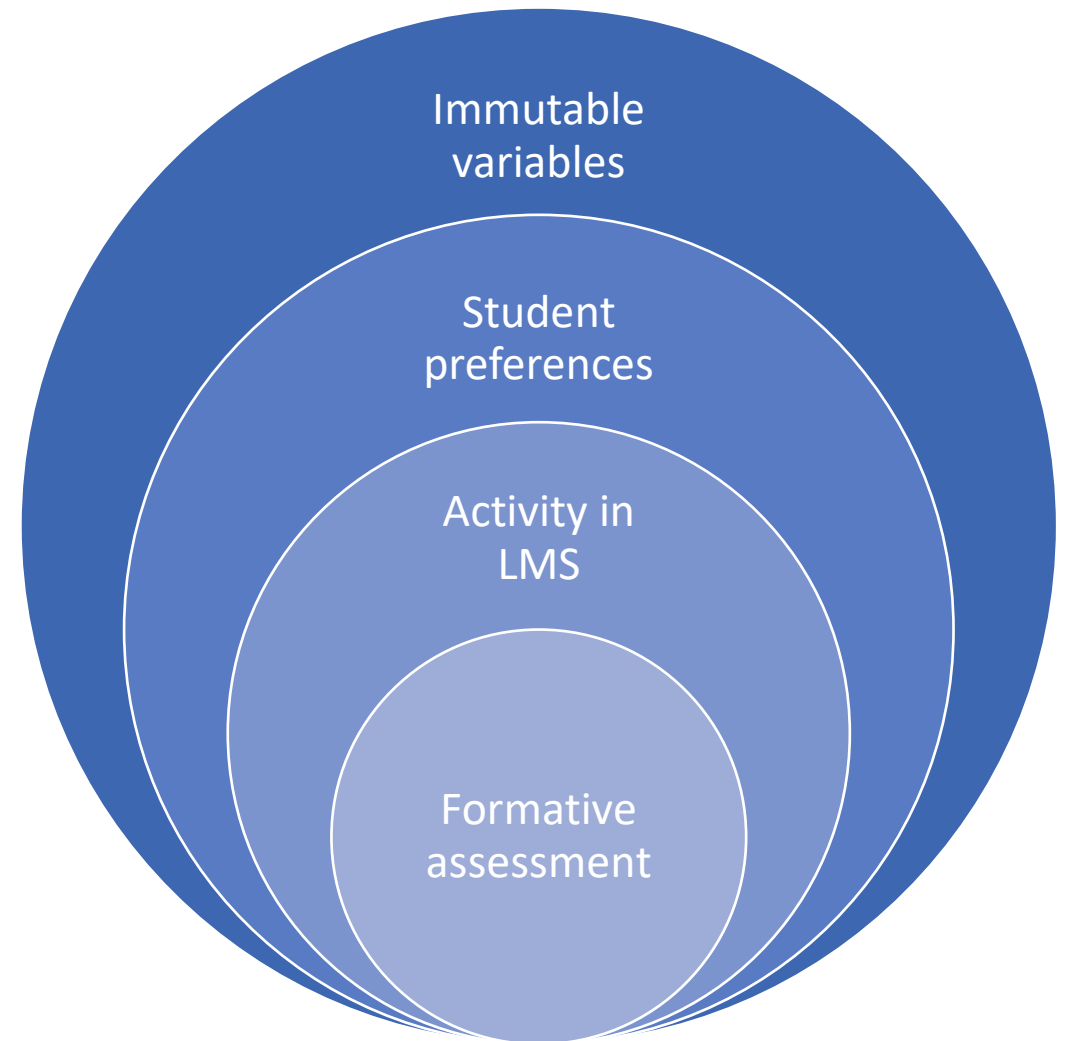 Immutable
variables
Student
preferences
Activity in
LMS
Formative
assessment